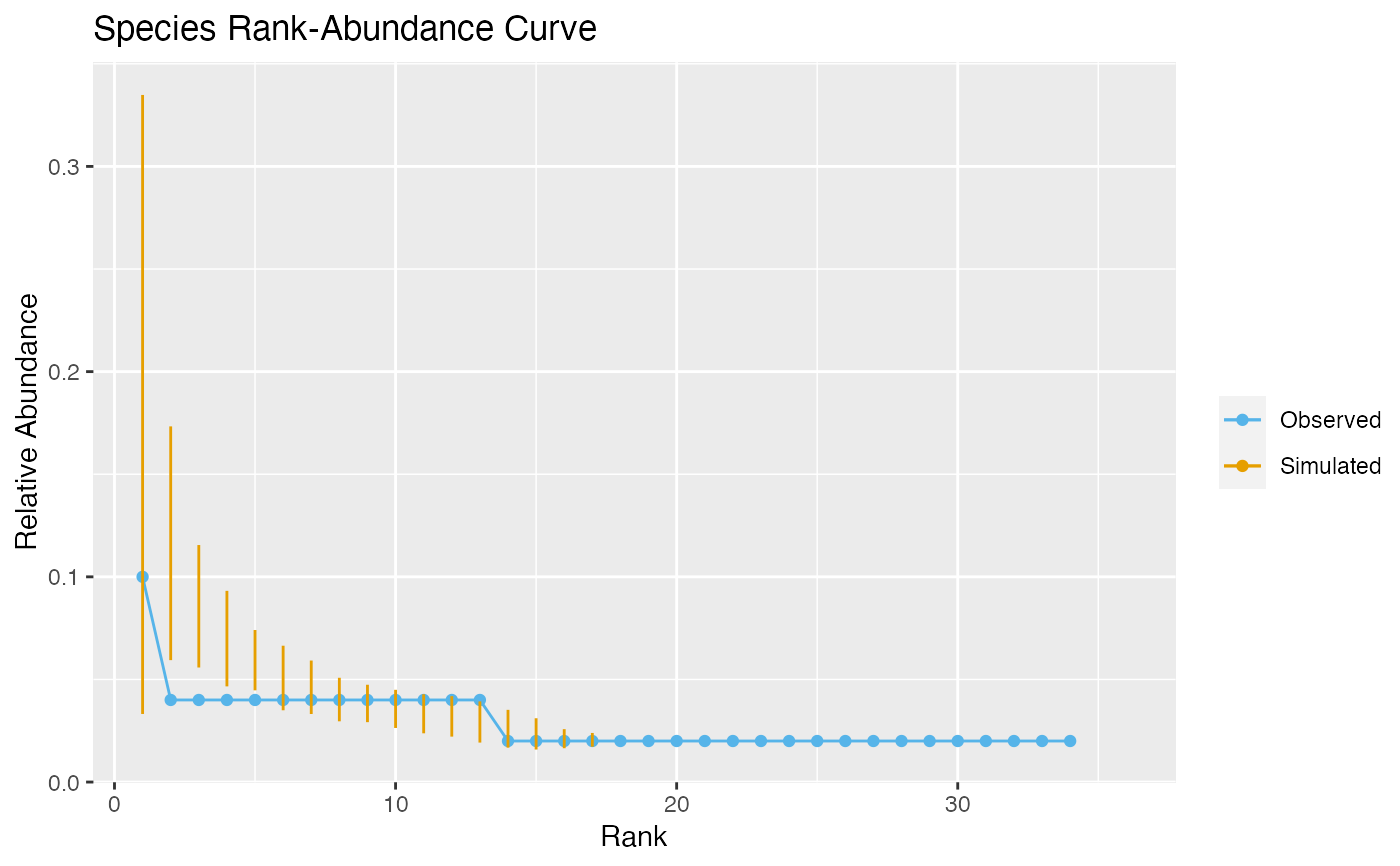 Species Rank-Abundance Curve
Relative Abundance
0.3
0.2
0.1
0.0
0 10 20 30
Rank
Observed
Simulated